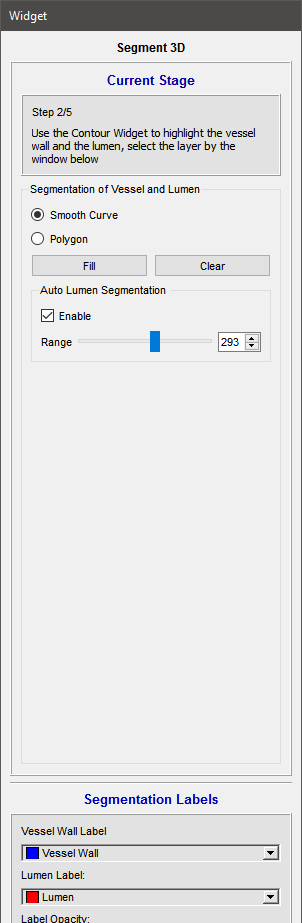 Widget
Segment 3D
Current Stage
Step 2/5
Use the Contour Widget to highlight the vessel
wall and the lumen, select the layer by the
window below
Segmentation of Vessel and Lumen
Smooth Curve
Polygon
Fill Clear
Auto Lumen Segmentation
Enable
Range 293
Segmentation Labels
Vessel Wall Label
Vessel Wall
Lumen Label:
Lumen
Label Opacity: